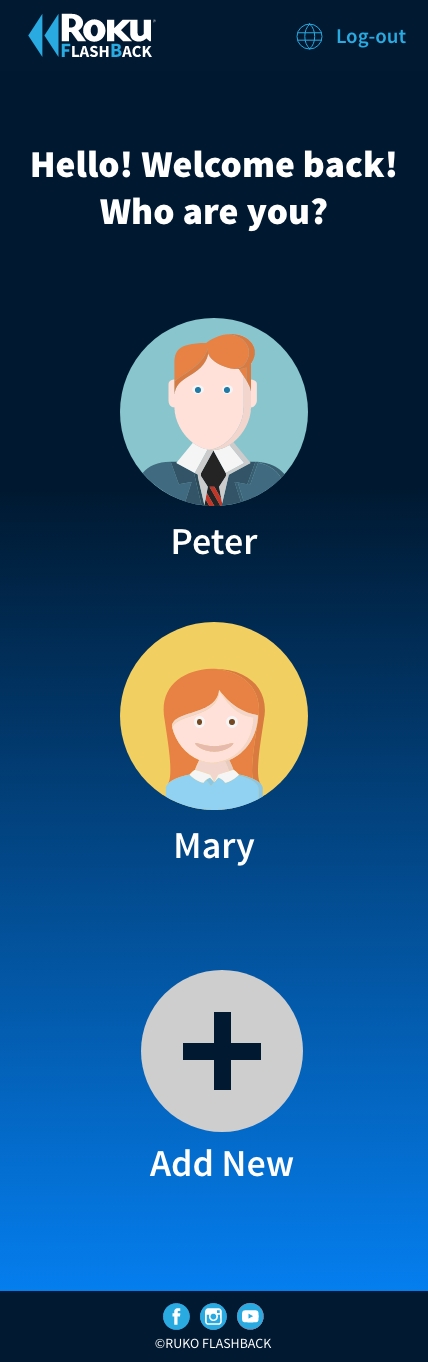 ROKU
FLASHBACK
Log-out
Hello! Welcome back!
Who are you?
Peter
Mary
Add New
©RUKO FLASHBACK